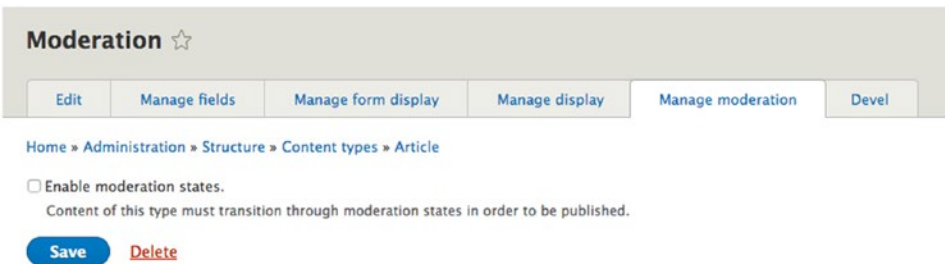 Moderation
Edit Manage fields Manage form display Manage display Manage moderation Devel
Home » Administration » Structure » Content types » Article
Enable moderation states.
Content of this type must transition through moderation states in order to be published.
Save Delete